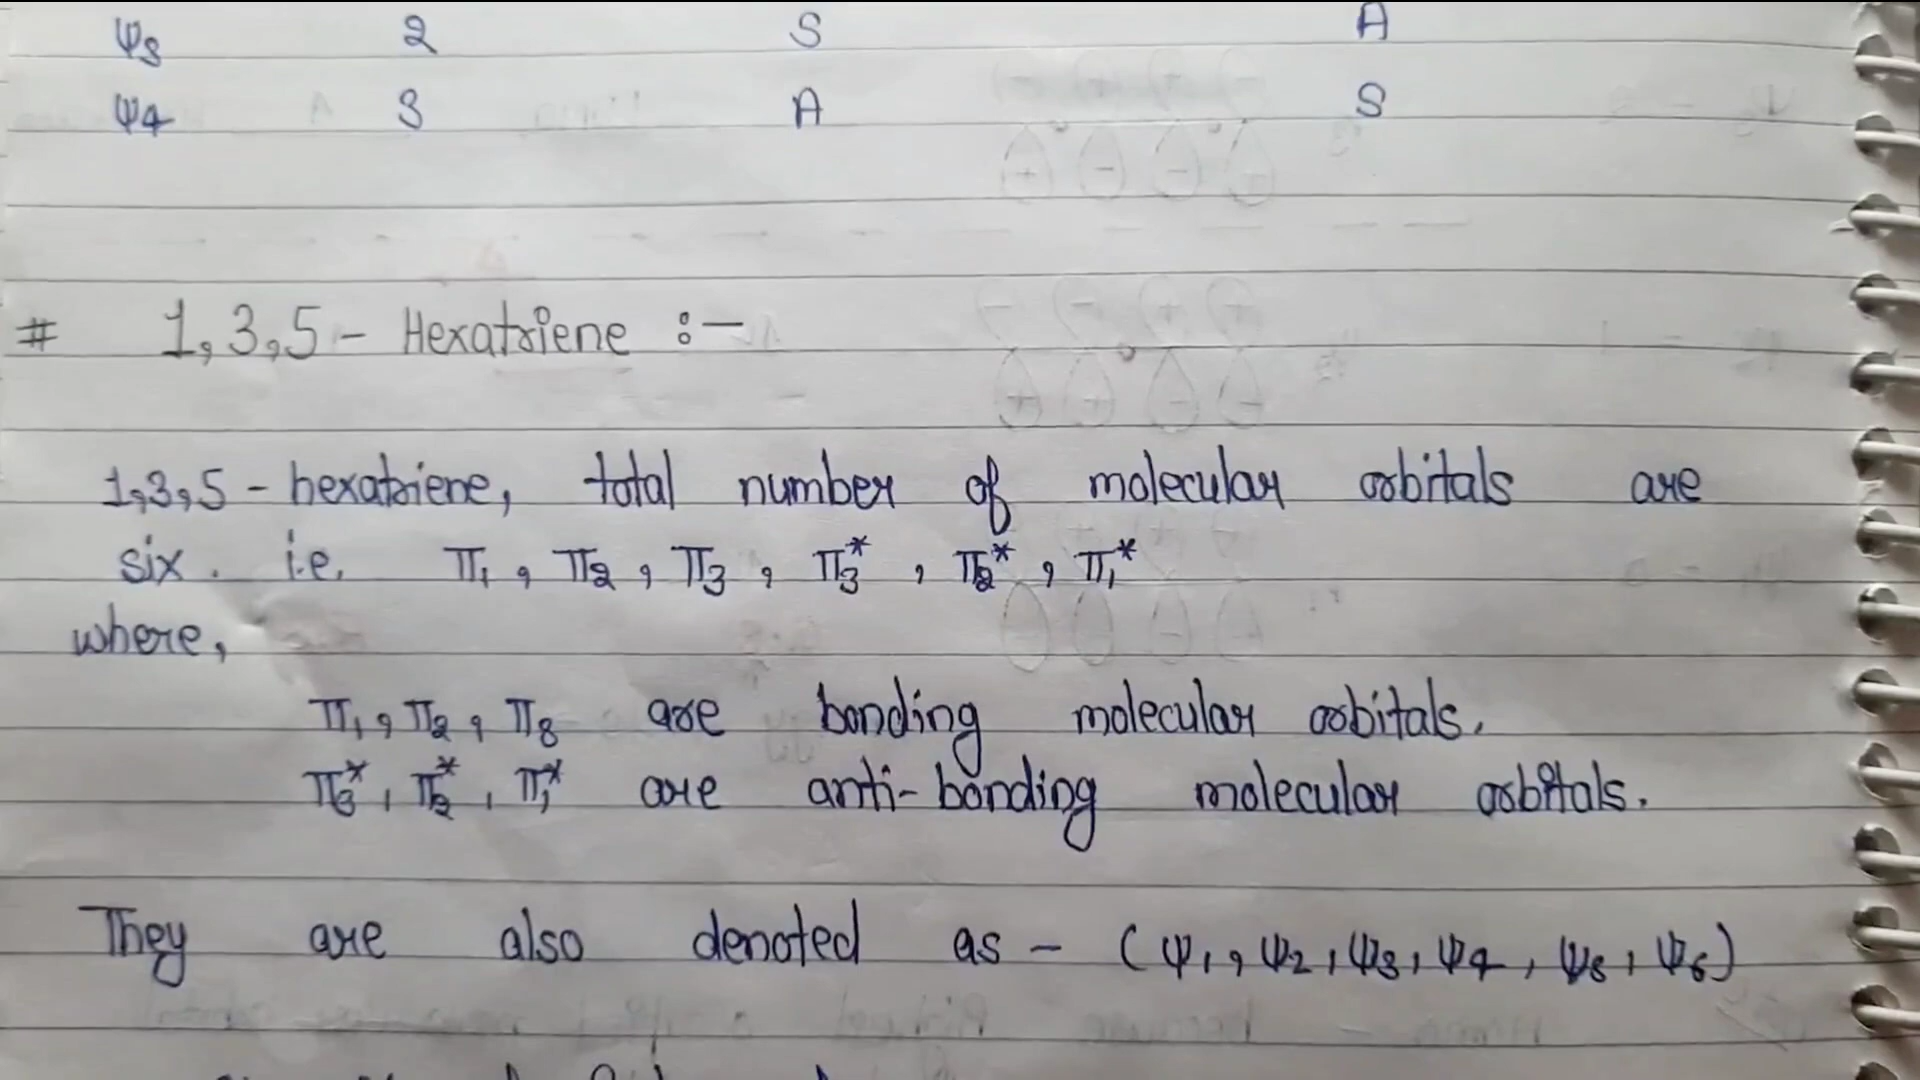 ψ3 2 S A
ψ4 3 A S
# 1,3,5 - Hexatriene :-
1,3,5 - hexatriene, total number of molecular orbitals are
six. i.e. π1, π2, π3, π3*, π2*, π1*
where,
π1, π2, π3 are bonding molecular orbitals.
π3*, π2*, π1* are anti-bonding molecular orbitals.
They are also denoted as - (ψ1, ψ2, ψ3, ψ4, ψ5, ψ6)